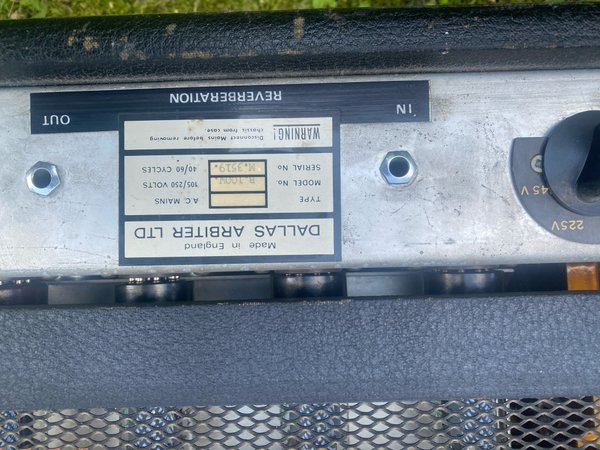 Made in England
DALLAS ARBITER LTD
TYPE A.C. MAINS
MODEL No. 105/250 VOLTS
SERIAL No. M.3519. 40/60 CYCLES
WARNING! Disconnect Mains before removing
chassis from case.
IN REVERBERATION OUT
225V
45V